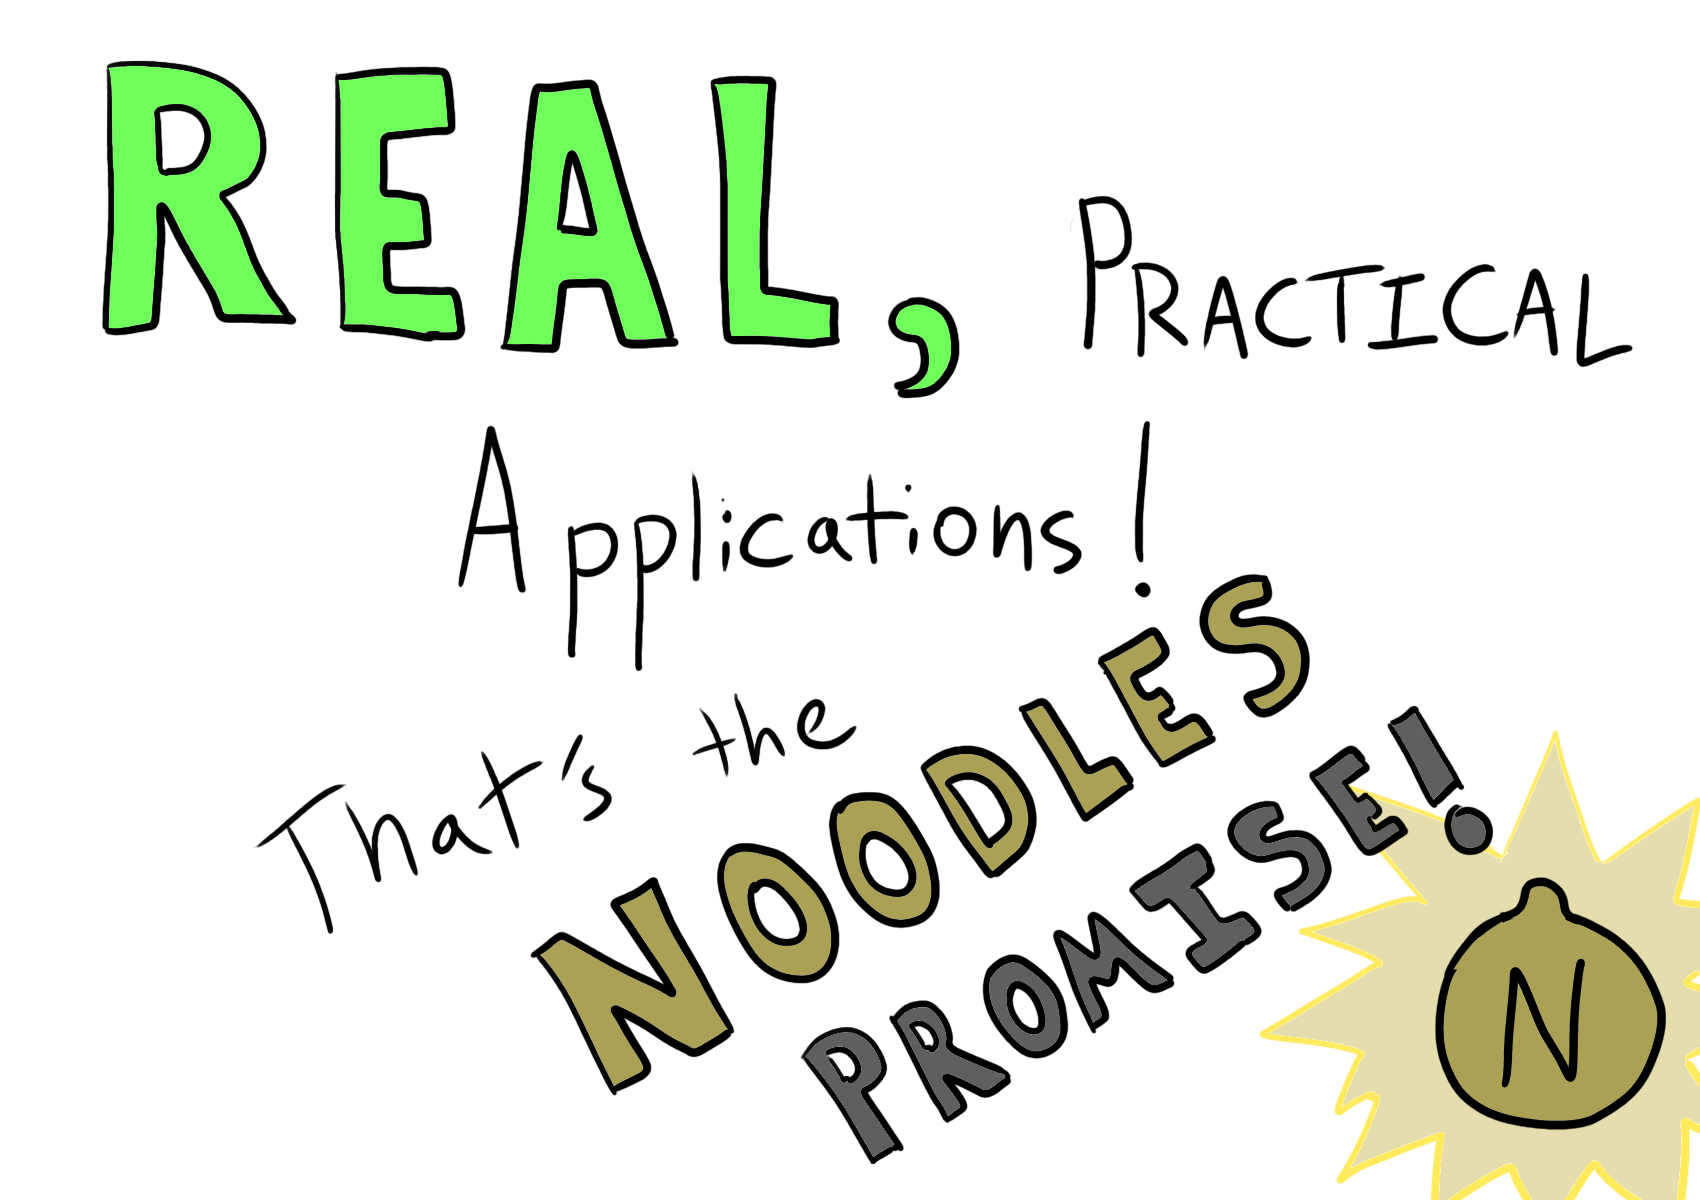 REAL, PRACTICAL
Applications!
That's the
NOODLES
PROMISE!
N